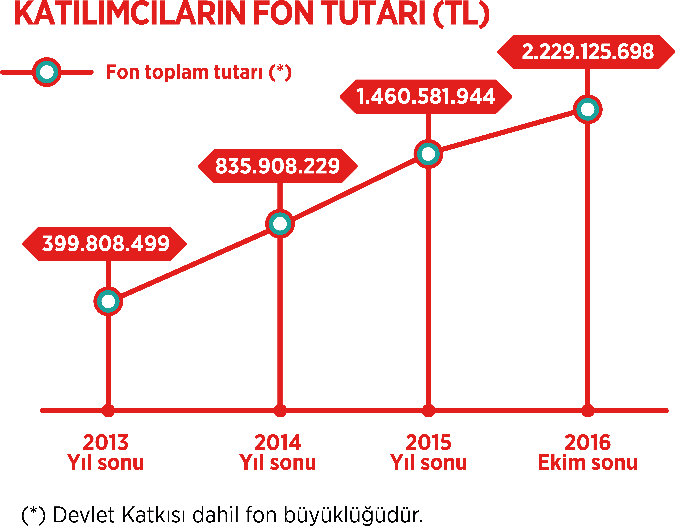 KATILIMCILARIN FON TUTARI (TL)
Fon toplam tutarı (*)
2.229.125.698
1.460.581.944
835.908.229
399.808.499
2013 2014 2015 2016
Yıl sonu Yıl sonu Yıl sonu Ekim sonu
(*) Devlet Katkısı dahil fon büyüklüğüdür.